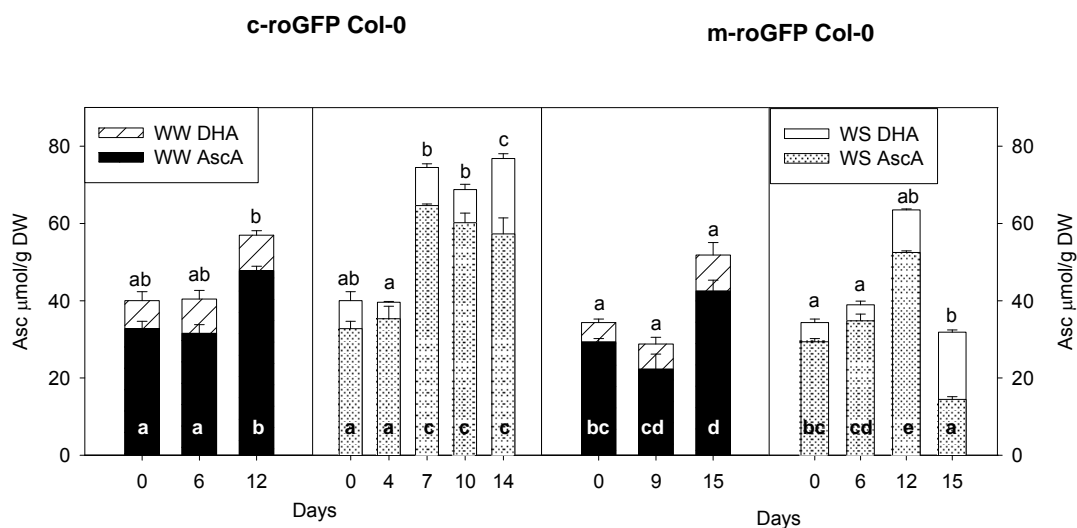 c-roGFP Col-0
m-roGFP Col-0
WW DHA
WW AscA
WS DHA
WS AscA
Asc μmol/g DW
80
60
40
20
0
ab ab b
ab a b b c
a a a
a a ab b
a a b
a a c c c
bc cd d
bc cd e a
80
60
40
20
0
Asc μmol/g DW
0 6 12
0 4 7 10 14
0 9 15
0 6 12 15
Days
Days